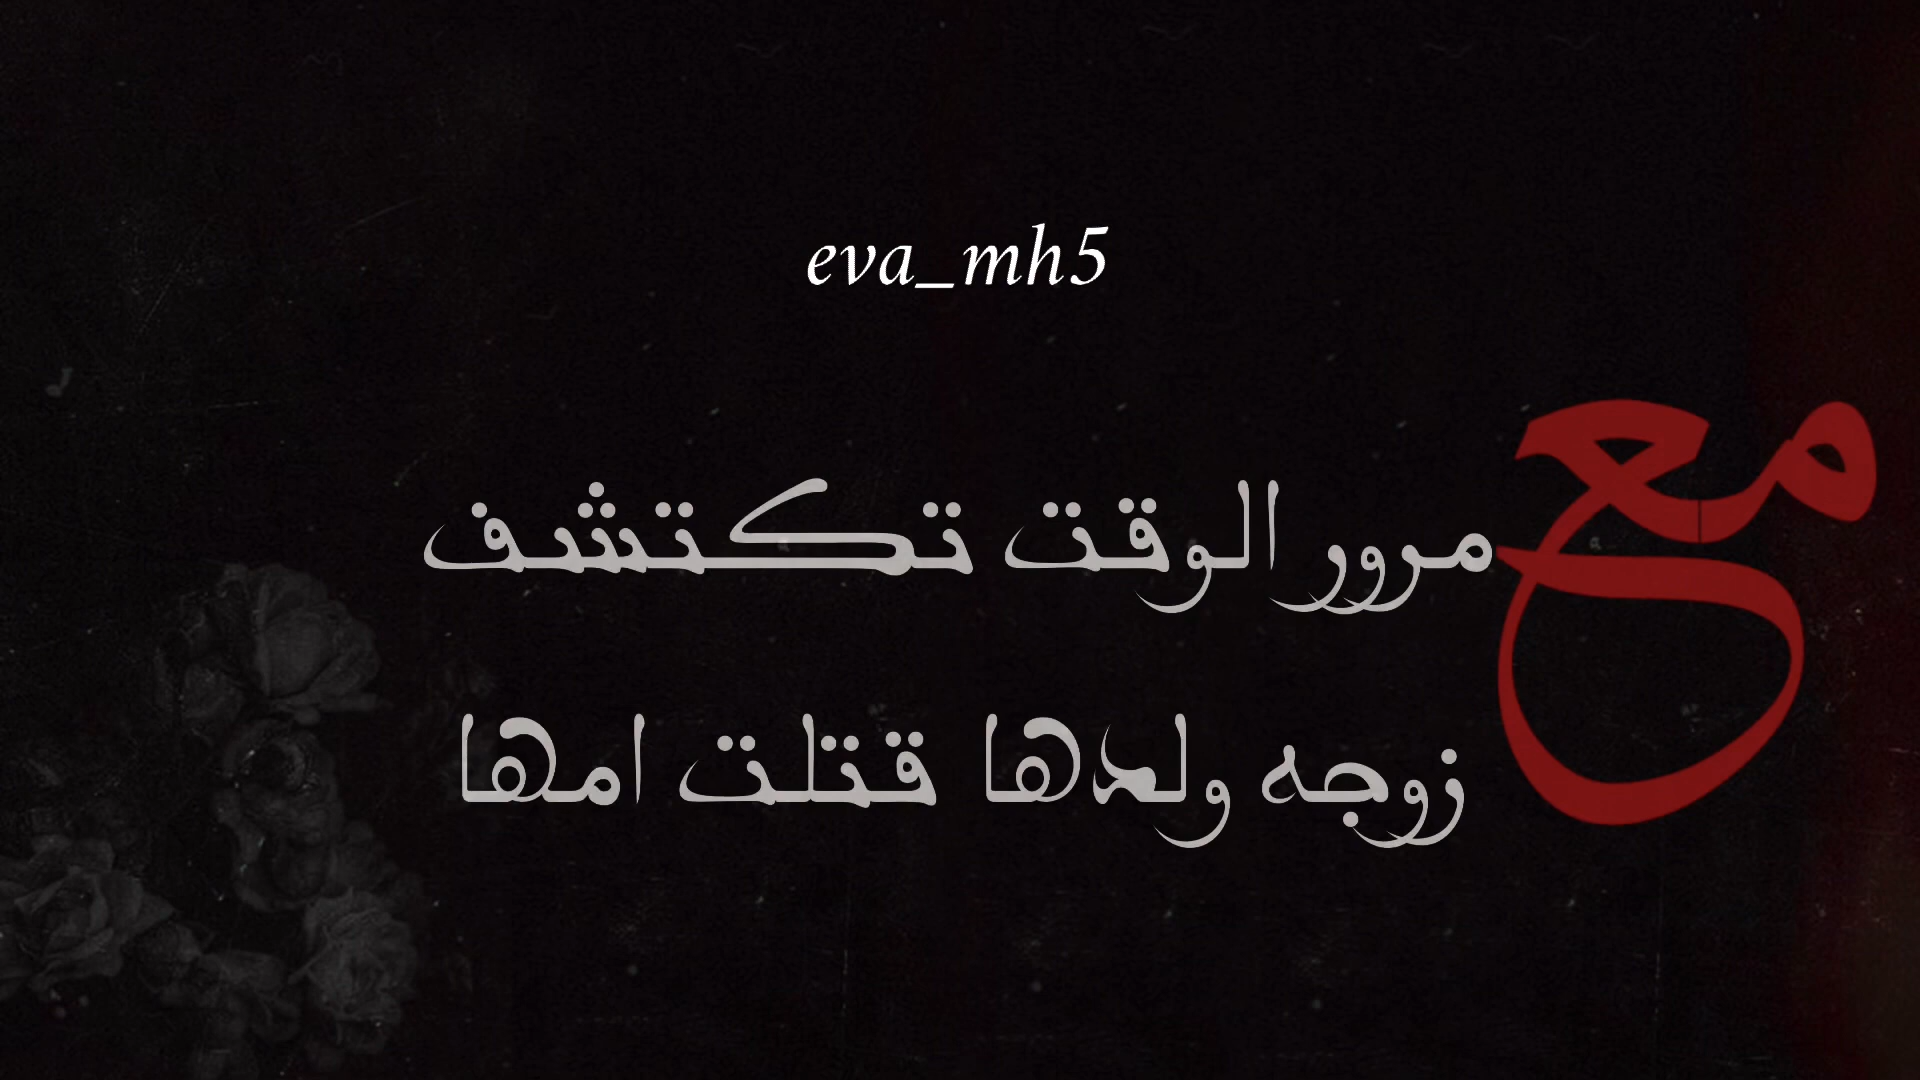 eva_mh5
مع مرور الوقت تكتشف
زوجه ولدها قتلت امها